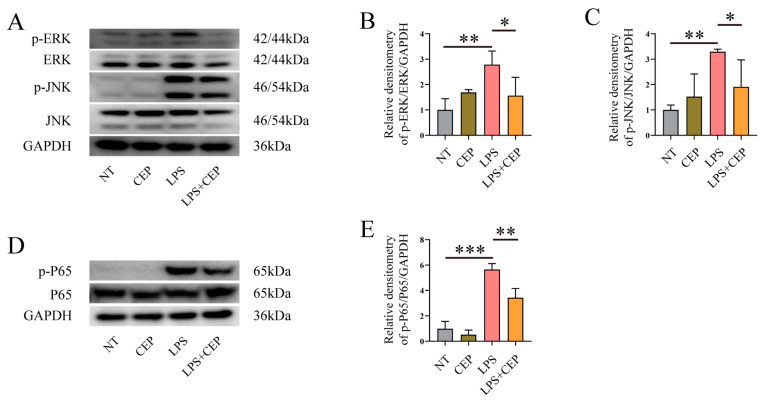 A
p-ERK 42/44kDa
ERK 42/44kDa
p-JNK 46/54kDa
JNK 46/54kDa
GAPDH 36kDa
NT CEP LPS LPS+CEP
B
Relative densitometry
of p-ERK/ERK/GAPDH
4
3
2
1
0
** *
NT CEP LPS LPS+CEP
C
Relative densitometry
of p-JNK/JNK/GAPDH
4
3
2
1
0
** *
NT CEP LPS LPS+CEP
D
p-P65 65kDa
P65 65kDa
GAPDH 36kDa
NT CEP LPS LPS+CEP
E
Relative densitometry
of p-P65/P65/GAPDH
8
6
4
2
0
*** **
NT CEP LPS LPS+CEP